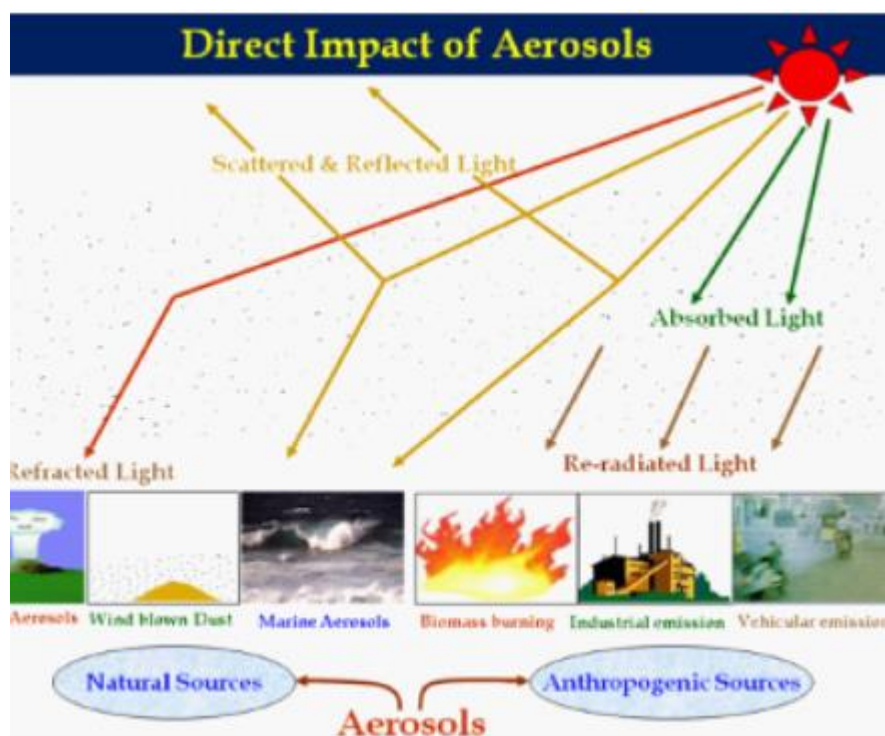 Direct Impact of Aerosols
Scattered & Reflected Light
Absorbed Light
Refracted Light
Re-radiated Light
Aerosols
Wind blown Dust
Marine Aerosols
Biomass burning
Industrial emission
Vehicular emission
Natural Sources
Anthropogenic Sources
Aerosols